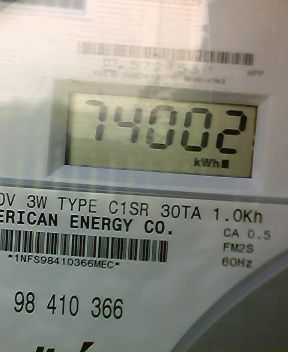 74002
kWh
0V 3W TYPE C1SR 30TA 1.0Kh
ERICAN ENERGY CO.
CA 0.5
FM2S
*1NFS98410366MEC*
60Hz
98 410 366